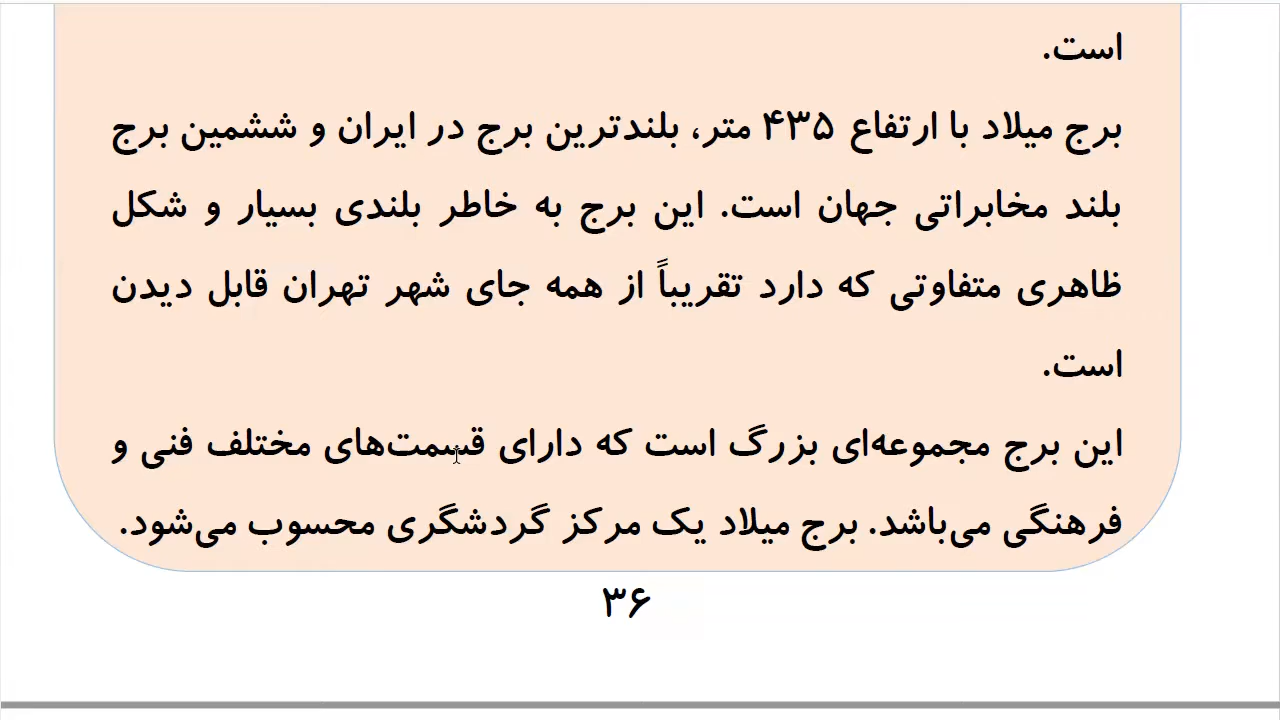 است.
برج میلاد با ارتفاع ۴۳۵ متر، بلندترین برج در ایران و ششمین برج
بلند مخابراتی جهان است. این برج به خاطر بلندی بسیار و شکل
ظاهری متفاوتی که دارد تقریباً از همه جای شهر تهران قابل دیدن
است.
این برج مجموعه‌ای بزرگ است که دارای قسمت‌های مختلف فنی و
فرهنگی می‌باشد. برج میلاد یک مرکز گردشگری محسوب می‌شود.
۳۶